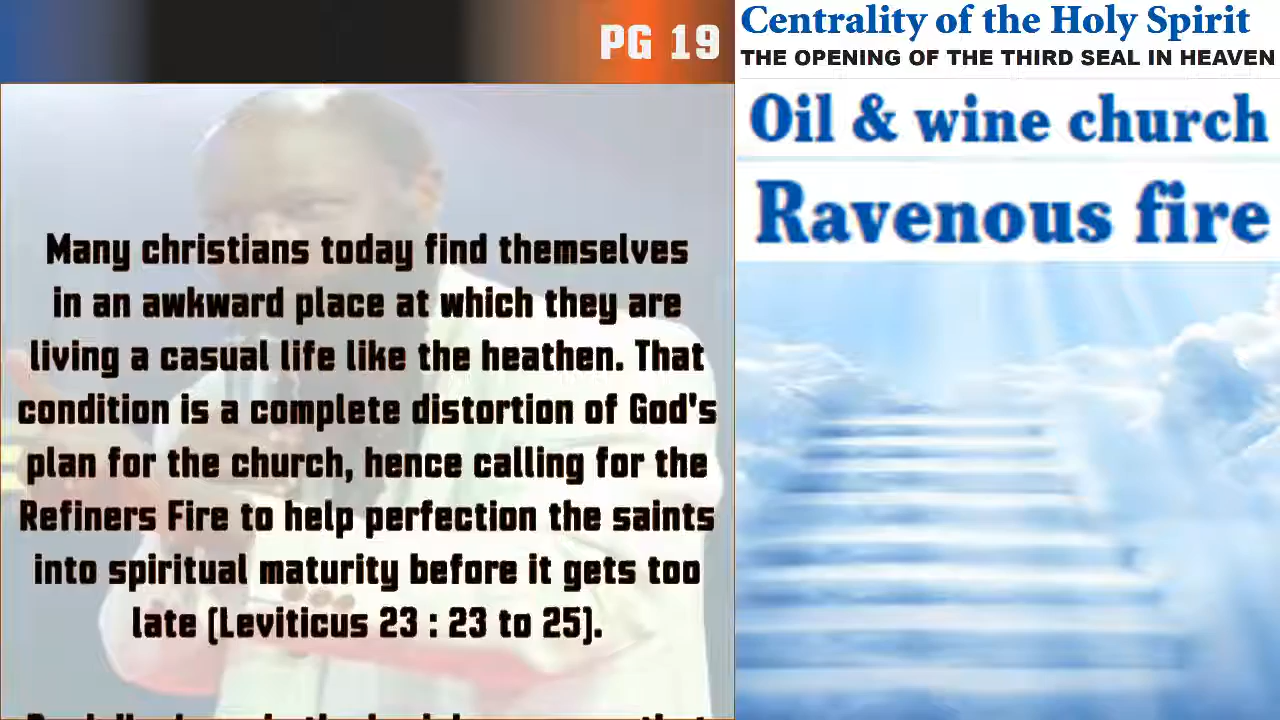 PG 19
Many christians today find themselves
in an awkward place at which they are
living a casual life like the heathen. That
condition is a complete distortion of God's
plan for the church, hence calling for the
Refiners Fire to help perfection the saints
into spiritual maturity before it gets too
late (Leviticus 23 : 23 to 25).
Centrality of the Holy Spirit
THE OPENING OF THE THIRD SEAL IN HEAVEN
Oil & wine church
Ravenous fire